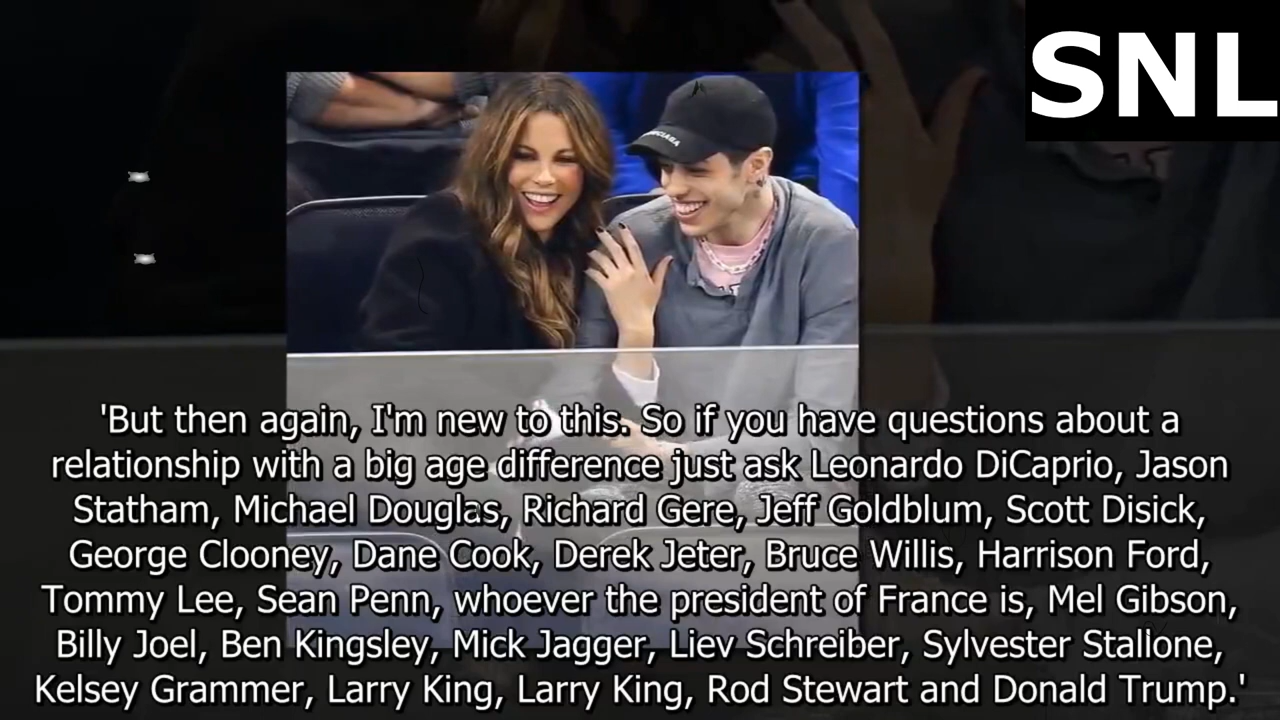 SNL
BALENCIAGA
'But then again, I'm new to this. So if you have questions about a
relationship with a big age difference just ask Leonardo DiCaprio, Jason
Statham, Michael Douglas, Richard Gere, Jeff Goldblum, Scott Disick,
George Clooney, Dane Cook, Derek Jeter, Bruce Willis, Harrison Ford,
Tommy Lee, Sean Penn, whoever the president of France is, Mel Gibson,
Billy Joel, Ben Kingsley, Mick Jagger, Liev Schreiber, Sylvester Stallone,
Kelsey Grammer, Larry King, Larry King, Rod Stewart and Donald Trump.'